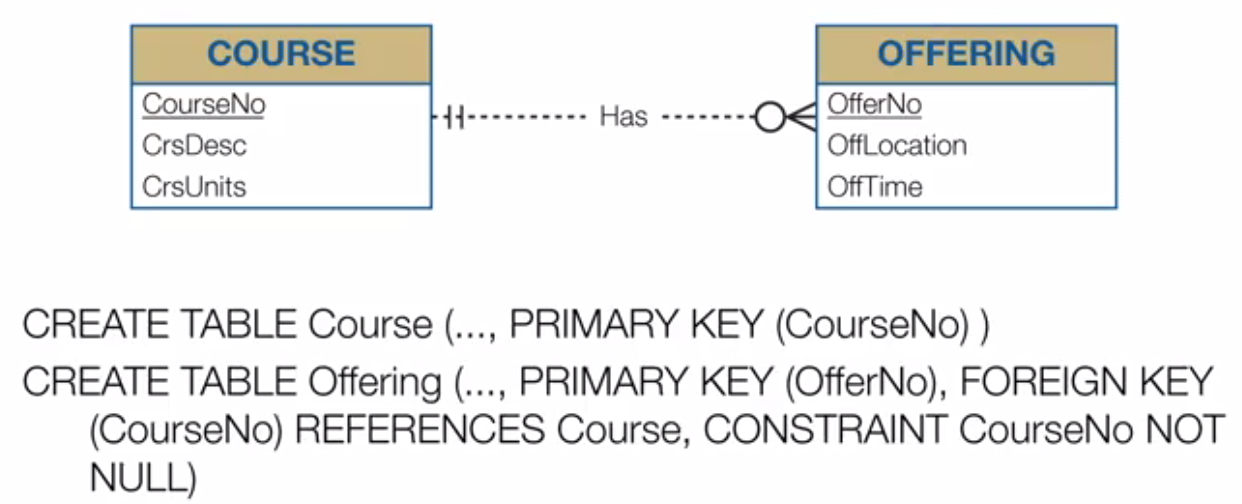 COURSE
CourseNo
CrsDesc
CrsUnits
Has
OFFERING
OfferNo
OffLocation
OffTime
CREATE TABLE Course (..., PRIMARY KEY (CourseNo) )
CREATE TABLE Offering (..., PRIMARY KEY (OfferNo), FOREIGN KEY
(CourseNo) REFERENCES Course, CONSTRAINT CourseNo NOT
NULL)